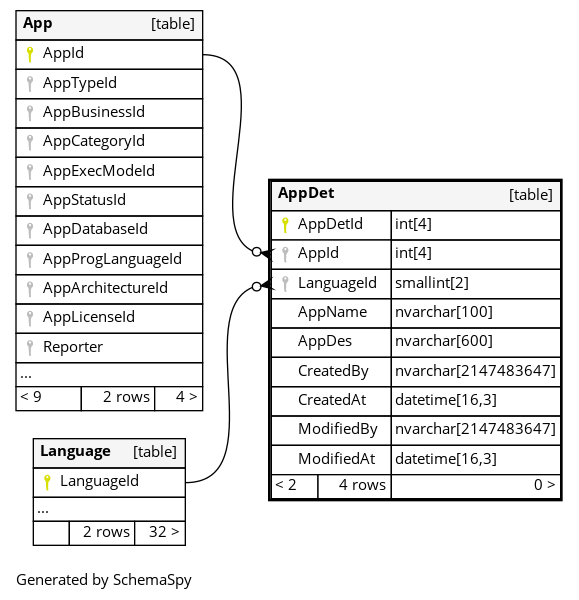 App [table]
AppId
AppTypeId
AppBusinessId
AppCategoryId
AppExecModeId
AppStatusId
AppDatabaseId
AppProgLanguageId
AppArchitectureId
AppLicenseId
Reporter
...
< 9 2 rows 4 >
AppDet [table]
AppDetId int[4]
AppId int[4]
LanguageId smallint[2]
AppName nvarchar[100]
AppDes nvarchar[600]
CreatedBy nvarchar[2147483647]
CreatedAt datetime[16,3]
ModifiedBy nvarchar[2147483647]
ModifiedAt datetime[16,3]
< 2 4 rows 0 >
Language [table]
LanguageId
...
2 rows 32 >
Generated by SchemaSpy